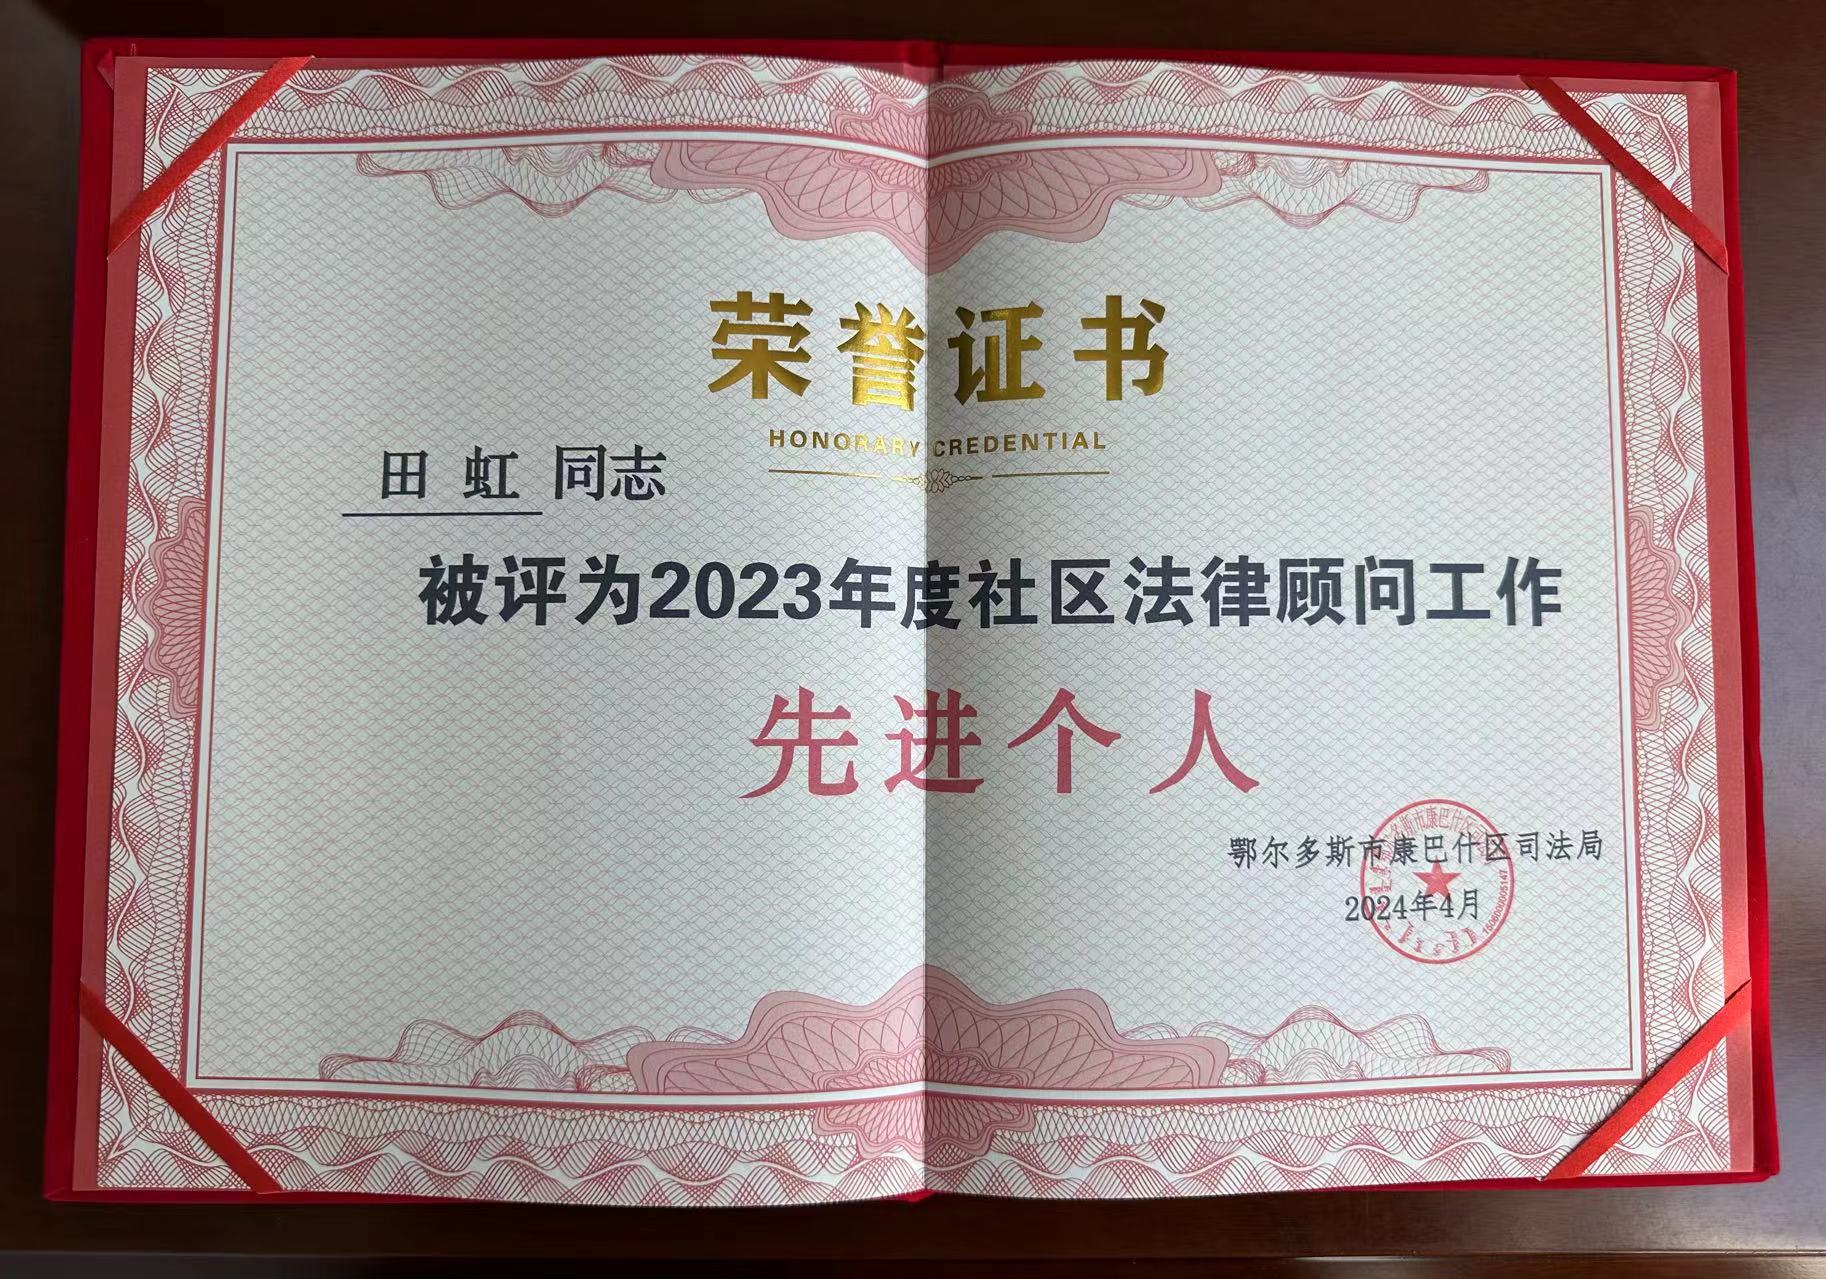 荣誉证书
HONORARY CREDENTIAL
田虹 同志
被评为2023年度社区法律顾问工作
先进个人
鄂尔多斯市康巴什区司法局
2024年4月